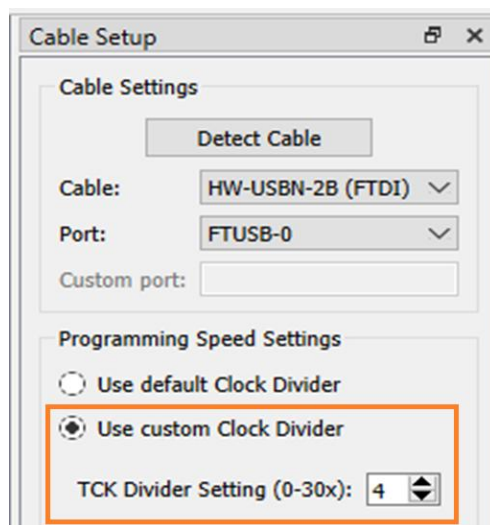 Cable Setup
Cable Settings
Detect Cable
Cable: HW-USBN-2B (FTDI)
Port: FTUSB-0
Custom port:
Programming Speed Settings
Use default Clock Divider
Use custom Clock Divider
TCK Divider Setting (0-30x): 4